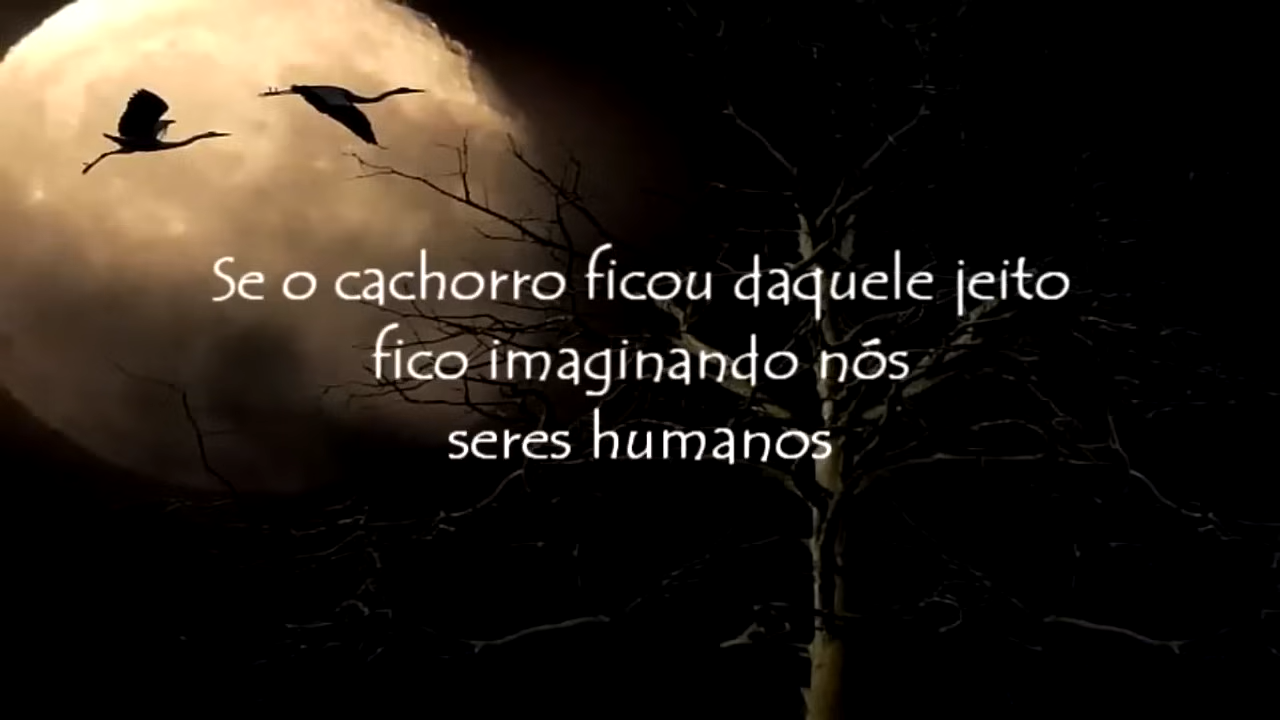 Se o cachorro ficou daquele jeito
fico imaginando nós
seres humanos